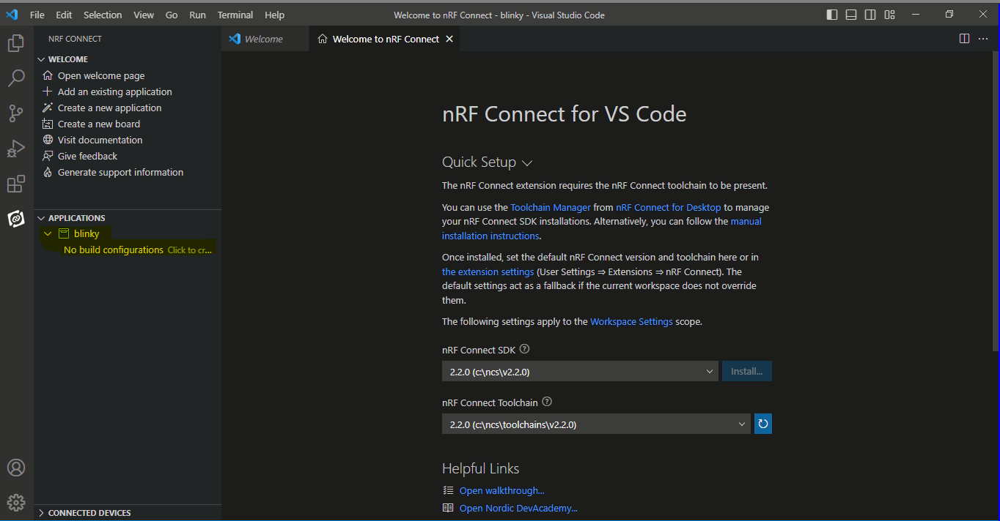 File Edit Selection View Go Run Terminal Help
Welcome to nRF Connect - blinky - Visual Studio Code
NRF CONNECT
WELCOME
Open welcome page
Add an existing application
Create a new application
Create a new board
Visit documentation
Give feedback
Generate support information
APPLICATIONS
blinky
No build configurations Click to cr...
CONNECTED DEVICES
Welcome
Welcome to nRF Connect
nRF Connect for VS Code
Quick Setup
The nRF Connect extension requires the nRF Connect toolchain to be present.
You can use the Toolchain Manager from nRF Connect for Desktop to manage
your nRF Connect SDK installations. Alternatively, you can follow the manual
installation instructions.
Once installed, set the default nRF Connect version and toolchain here or in
the extension settings (User Settings ⇒ Extensions ⇒ nRF Connect). The
default settings act as a fallback if the current workspace does not override
them.
The following settings apply to the Workspace Settings scope.
nRF Connect SDK
2.2.0 (c:\ncs\v2.2.0)
Install...
nRF Connect Toolchain
2.2.0 (c:\ncs\toolchains\v2.2.0)
Helpful Links
Open walkthrough...
Open Nordic DevAcademy...